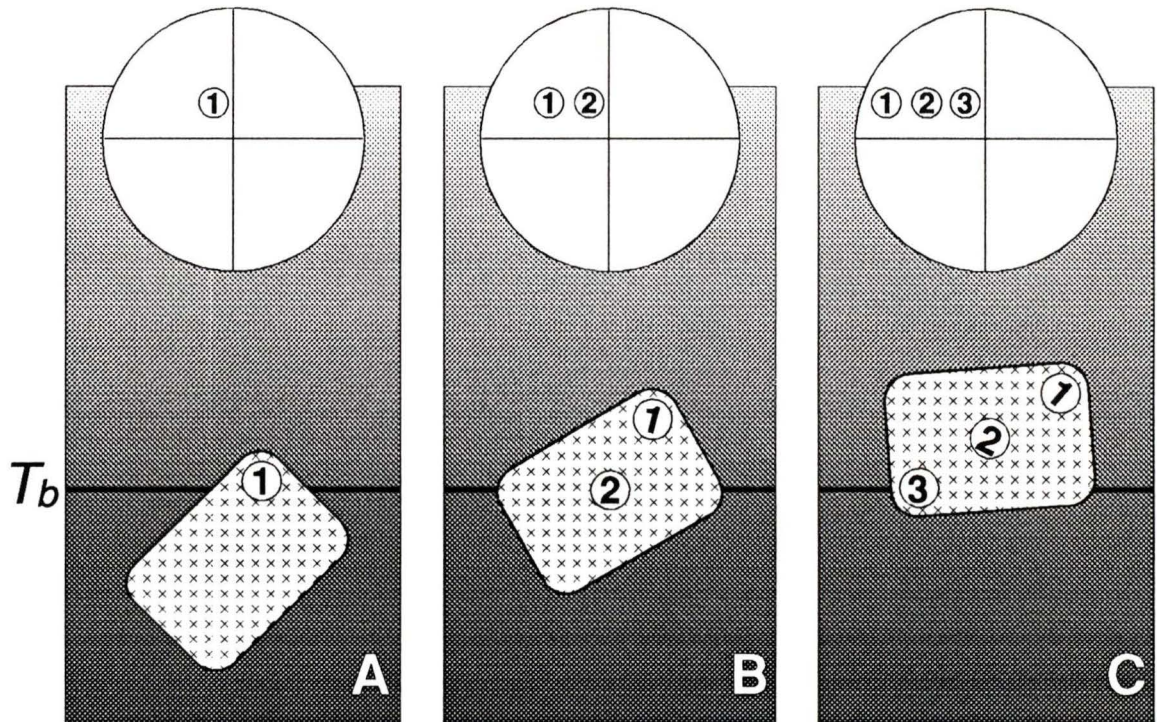 ① ① ② ① ② ③
① ① ② ① ② ③
T_b
A B C